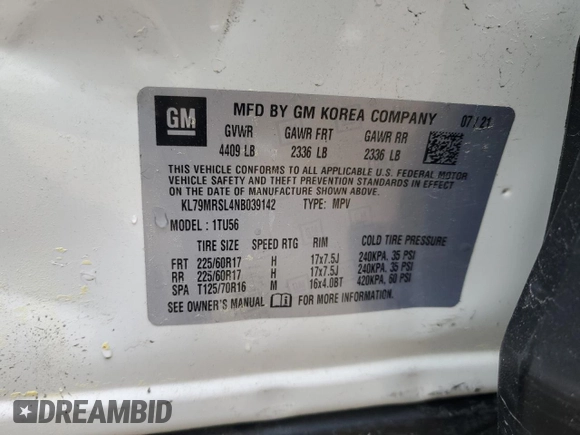 GM
MFD BY GM KOREA COMPANY 07/21
GVWR GAWR FRT GAWR RR
4409 LB 2336 LB 2336 LB
THIS VEHICLE CONFORMS TO ALL APPLICABLE U.S. FEDERAL MOTOR
VEHICLE SAFETY AND THEFT PREVENTION STANDARDS IN EFFECT ON
THE DATE OF MANUFACTURE SHOWN ABOVE.
KL79MRSL4NB039142 TYPE: MPV
MODEL: 1TU56
TIRE SIZE SPEED RTG RIM COLD TIRE PRESSURE
FRT 225/60R17 H 17x7.5J 240KPA, 35 PSI
RR 225/60R17 H 17x7.5J 240KPA, 35 PSI
SPA T125/70R16 M 16x4.0BT 420KPA, 60 PSI
SEE OWNER'S MANUAL FOR MORE INFORMATION.
DREAMBID